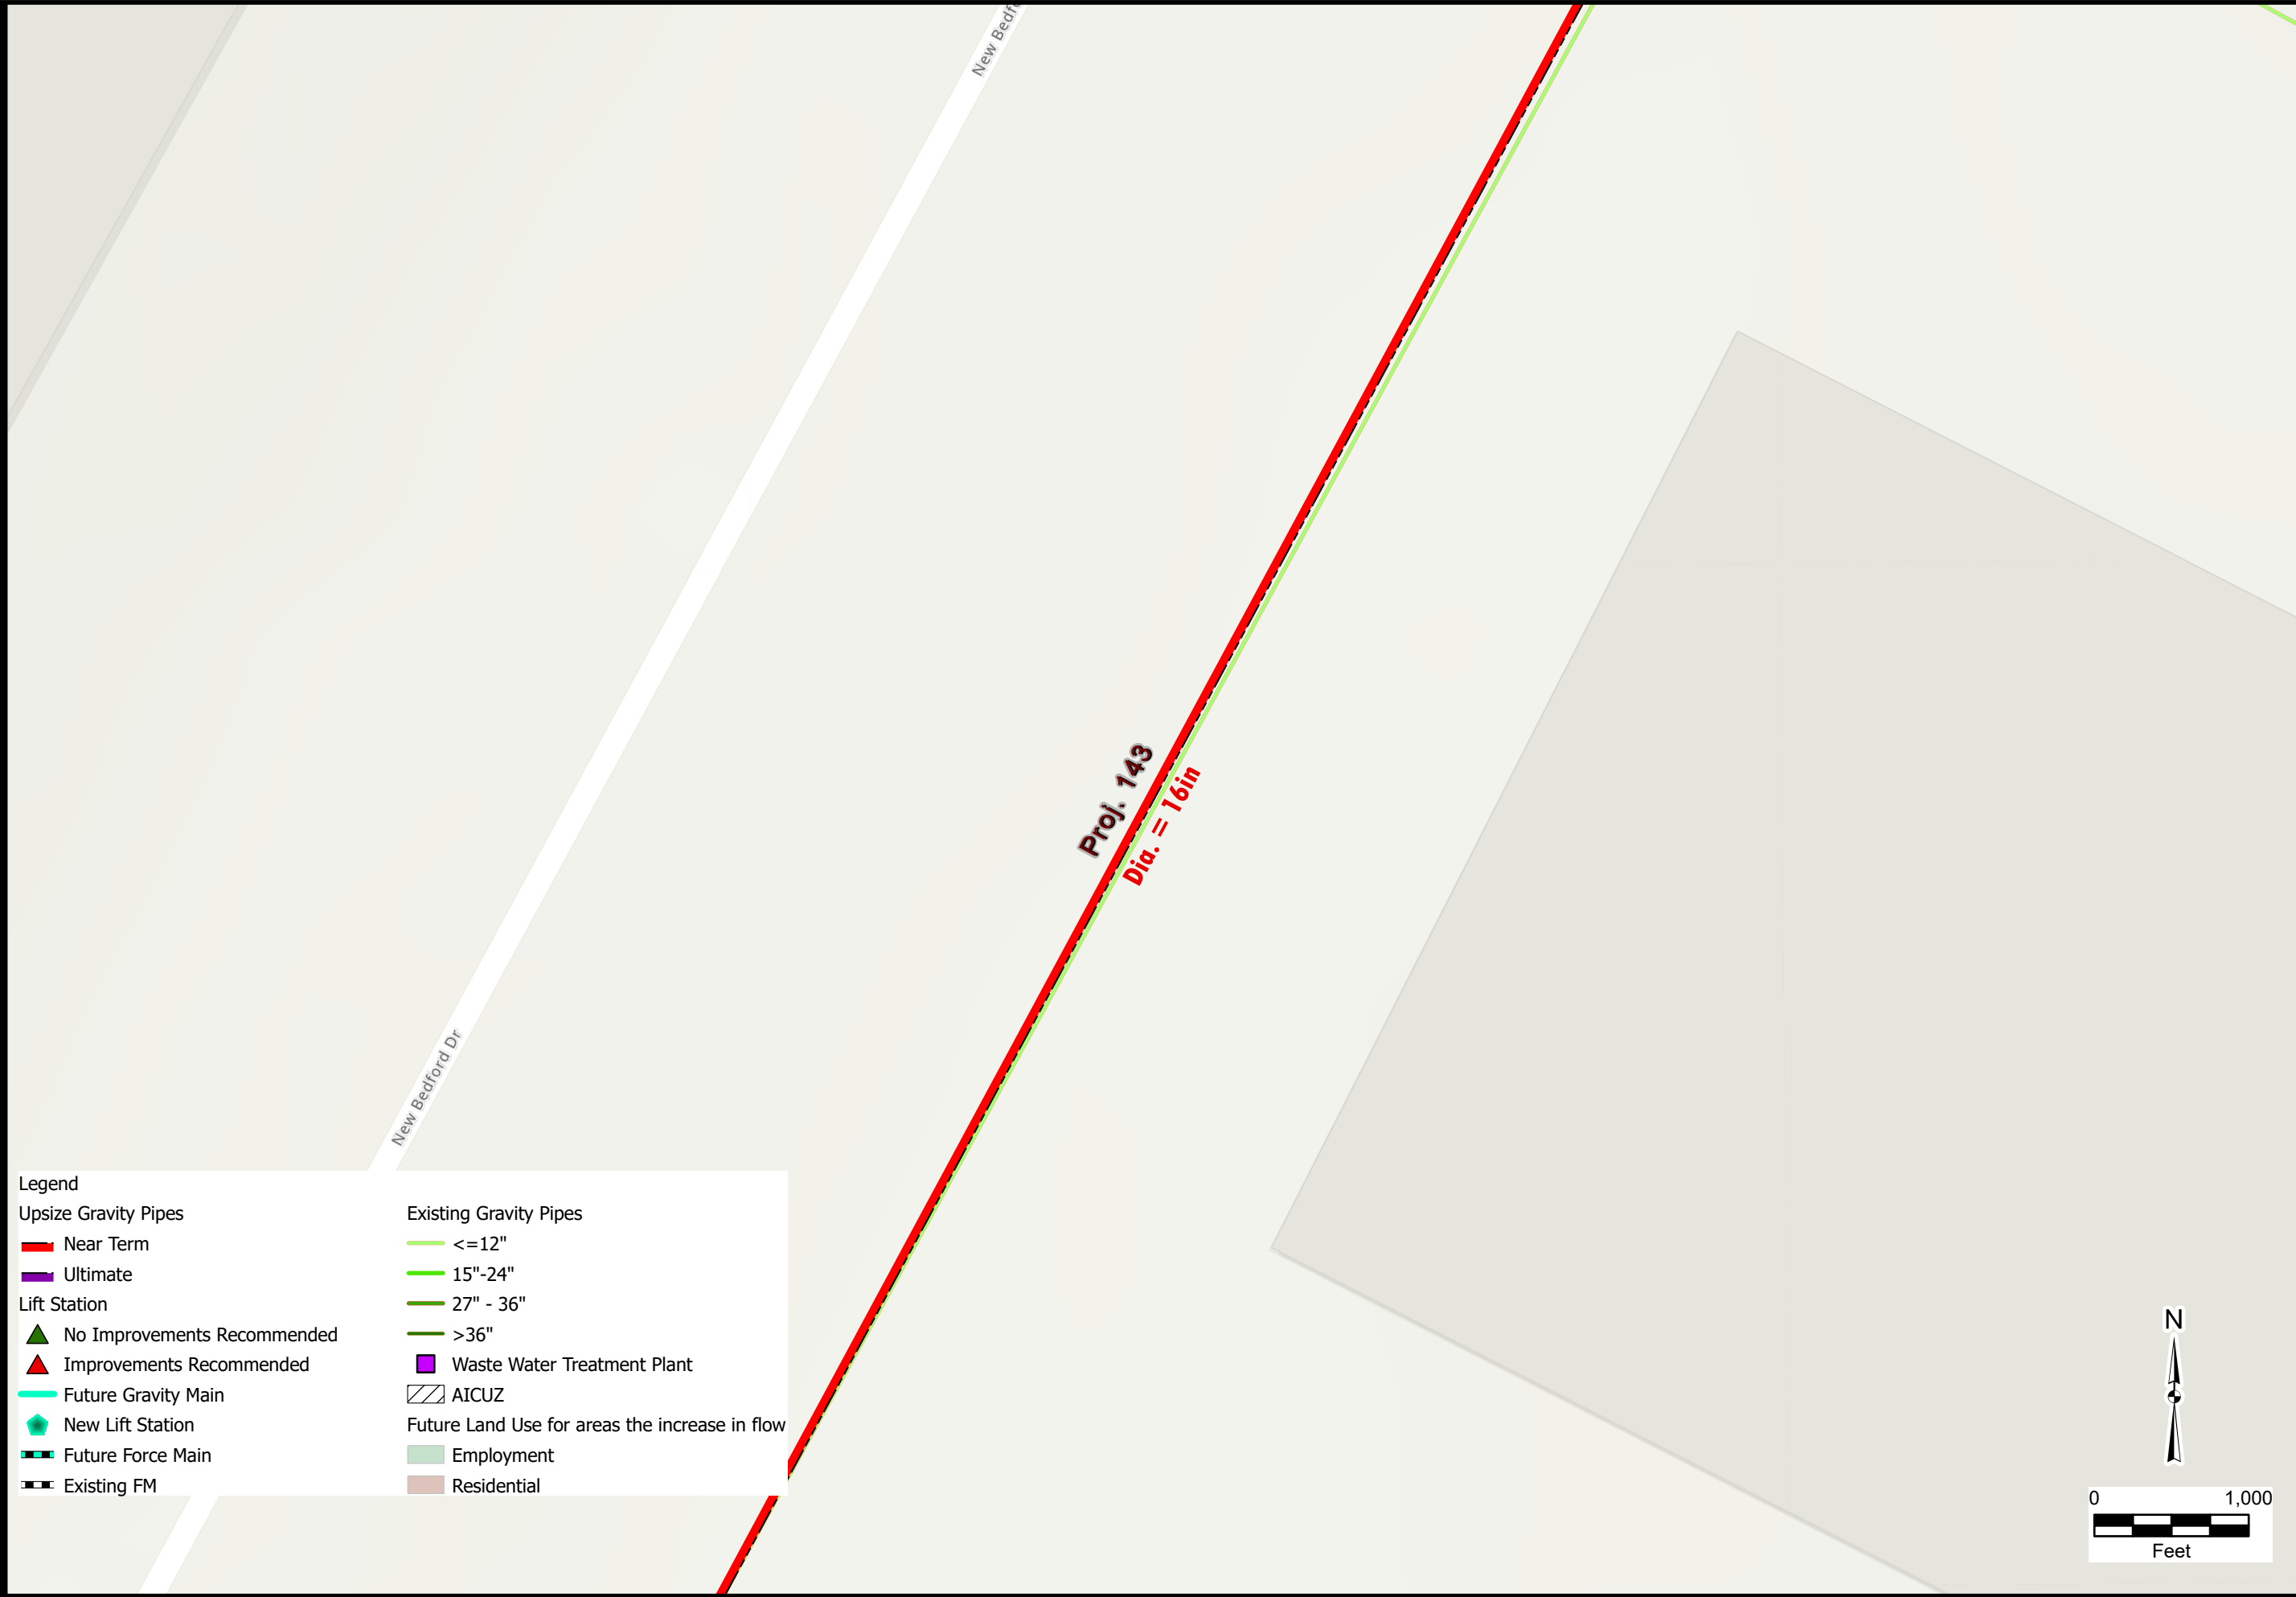 New Bedfo
Proj. 143
Dia. = 16in
New Bedford Dr
Legend
Upsize Gravity Pipes
Near Term
Ultimate
Lift Station
No Improvements Recommended
Improvements Recommended
Future Gravity Main
New Lift Station
Future Force Main
Existing FM
Existing Gravity Pipes
<=12"
15"-24"
27" - 36"
>36"
Waste Water Treatment Plant
AICUZ
Future Land Use for areas the increase in flow
Employment
Residential
N
0 1,000
Feet